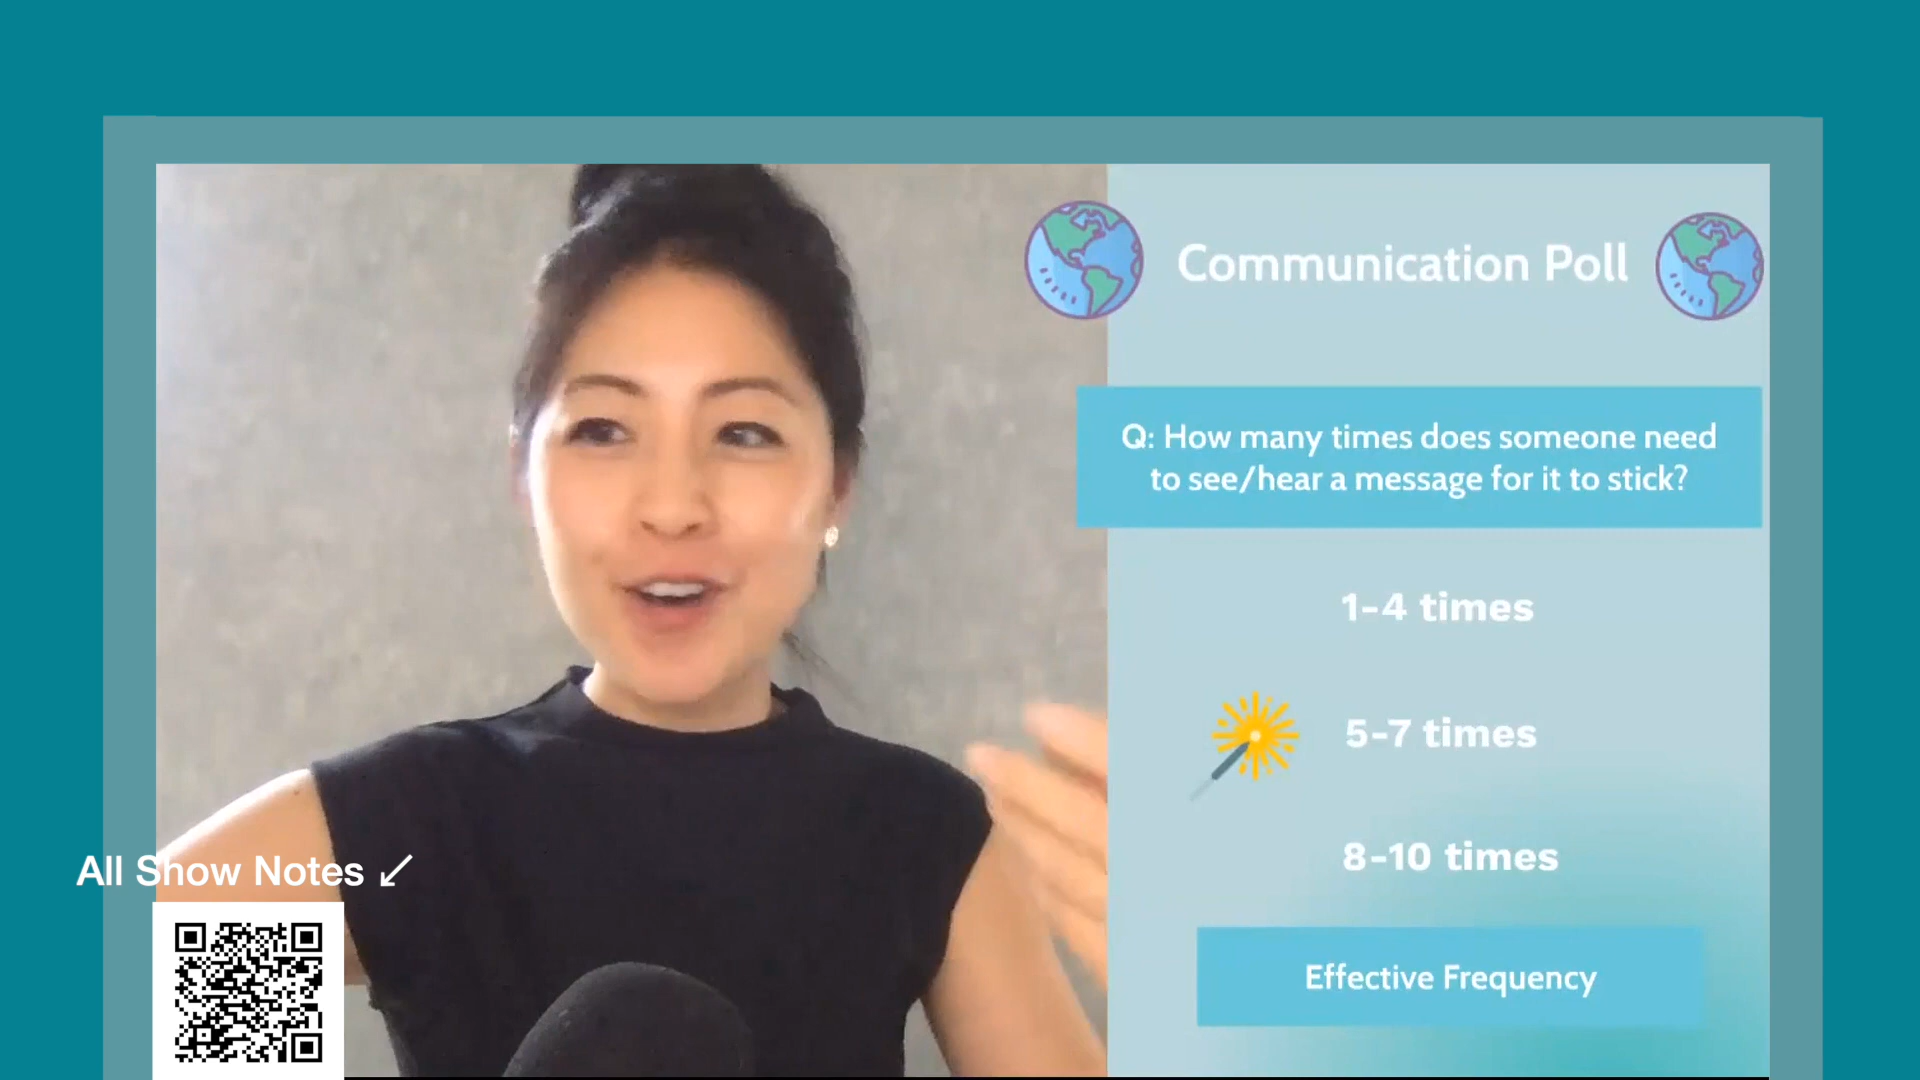 Communication Poll
Q: How many times does someone need
to see/hear a message for it to stick?
1-4 times
5-7 times
8-10 times
Effective Frequency
All Show Notes ↙